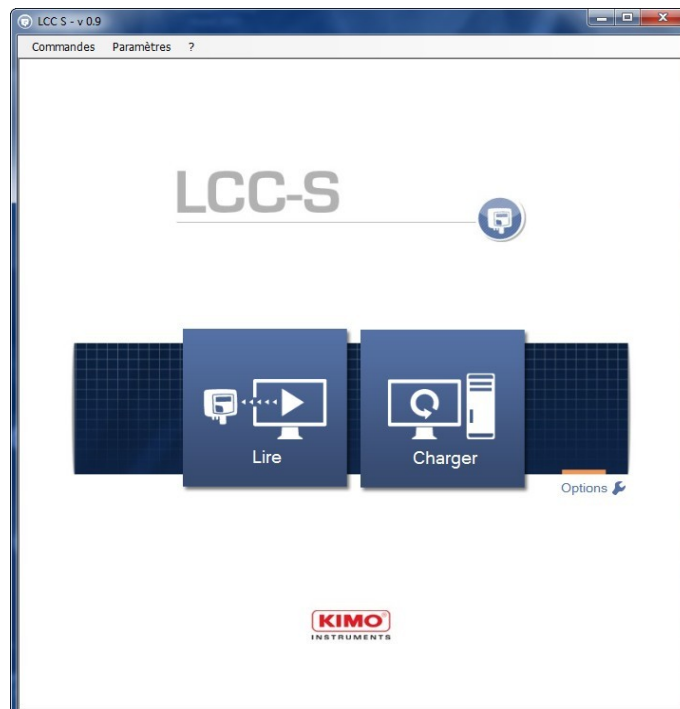 LCC S - v 0.9
Commandes Paramètres ?
LCC-S
Lire
Charger
Options
KIMO
INSTRUMENTS